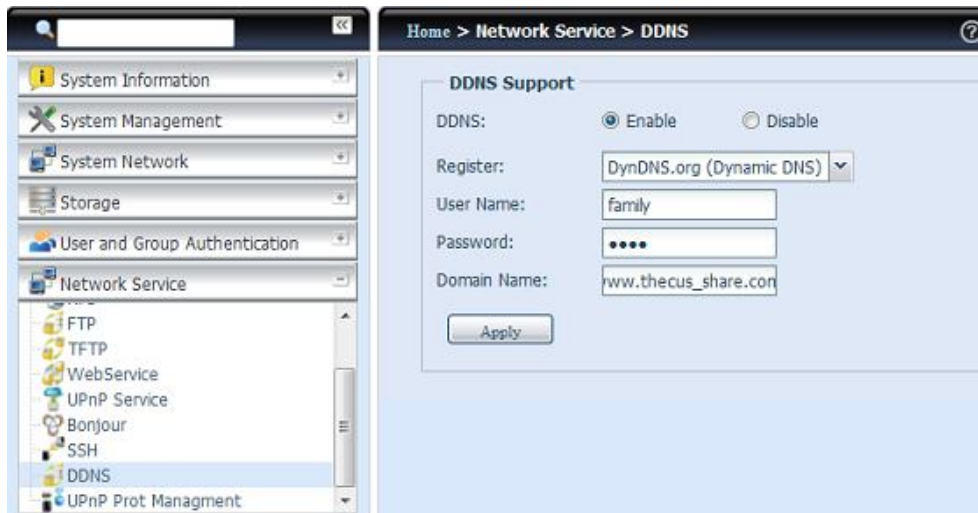 Home > Network Service > DDNS
System Information
System Management
System Network
Storage
User and Group Authentication
Network Service
FTP
TFTP
WebService
UPnP Service
Bonjour
SSH
DDNS
UPnP Prot Managment
DDNS Support
DDNS: Enable Disable
Register: DynDNS.org (Dynamic DNS)
User Name: family
Password: ••••
Domain Name: www.thecus_share.com
Apply